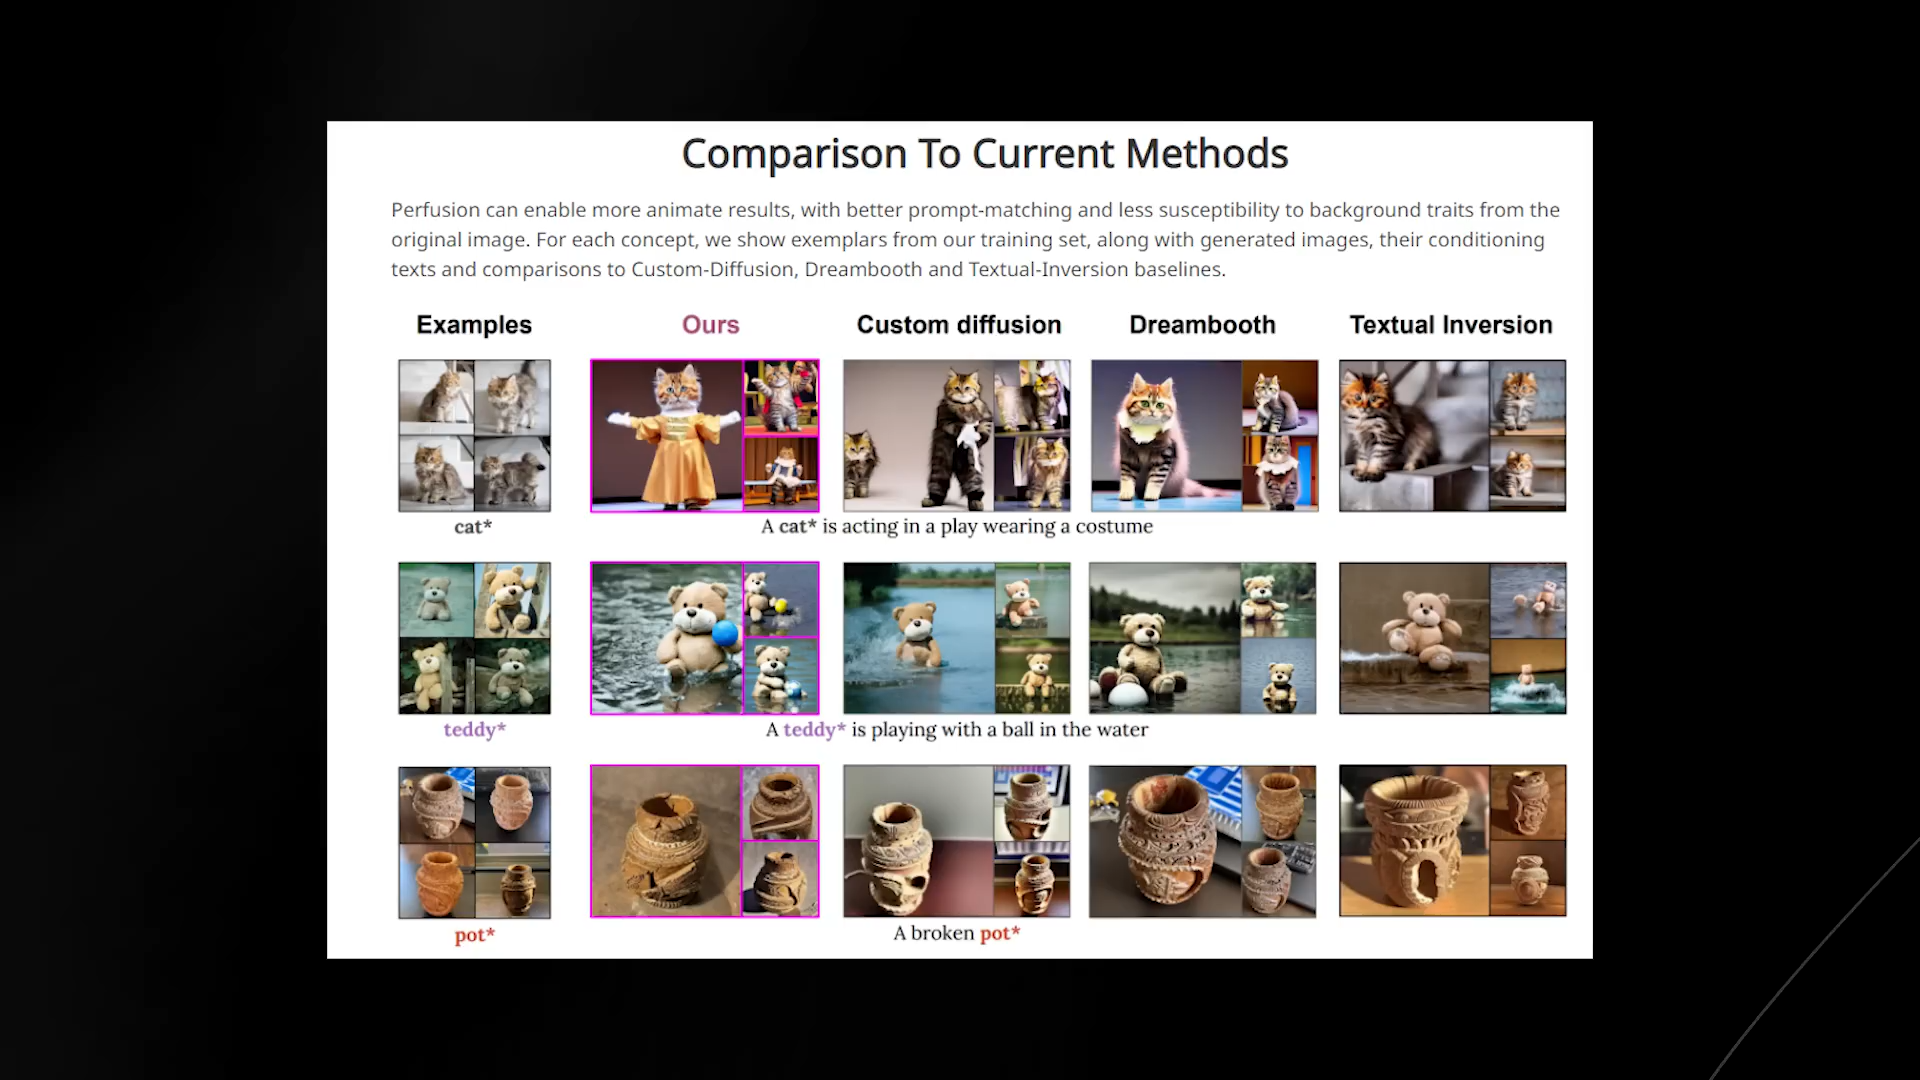 Comparison To Current Methods
Perfusion can enable more animate results, with better prompt-matching and less susceptibility to background traits from the
original image. For each concept, we show exemplars from our training set, along with generated images, their conditioning
texts and comparisons to Custom-Diffusion, Dreambooth and Textual-Inversion baselines.
Examples Ours Custom diffusion Dreambooth Textual Inversion
cat* A cat* is acting in a play wearing a costume
teddy* A teddy* is playing with a ball in the water
pot* A broken pot*